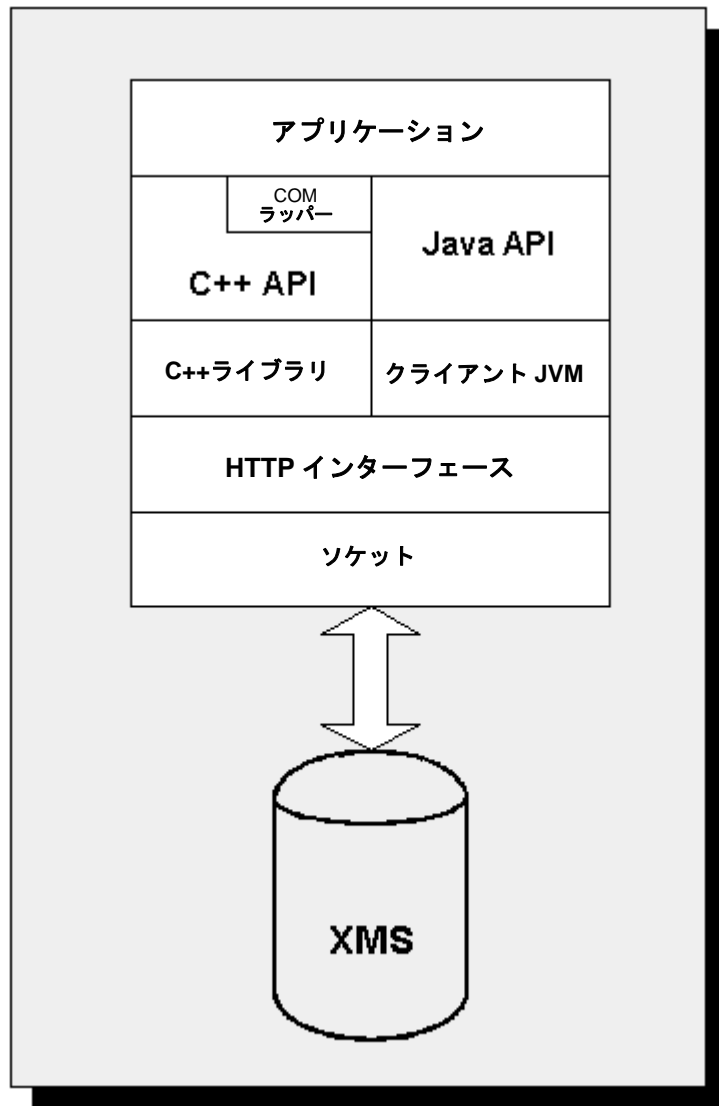 アプリケーション
COM
ラッパー
Java API
C++ API
C++ライブラリ
クライアント JVM
HTTP インターフェース
ソケット
XMS